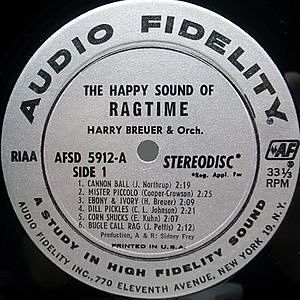 AUDIO FIDELITY®
THE HAPPY SOUND OF
RAGTIME
HARRY BREUER & Orch.
RIAA AFSD 5912-A STEREODISC*
SIDE 1 *Reg. Appl. For
AF
33⅓
RPM
1. CANNON BALL (J. Northrup) 2:19
2. MISTER PICCOLO (Cooper-Crowson) 2:25
3. EBONY & IVORY (H. Breuer) 2:09
4. DILL PICKLES (C. L. Johnson) 2:21
5. CORN SHUCKS (E. Kuhn) 2:07
6. BUGLE CALL RAG (J. Pettis) 2:12
Production, A & R: Sidney Frey
PRINTED IN U.S.A.
A STUDY IN HIGH FIDELITY SOUND
AUDIO FIDELITY INC., 770 ELEVENTH AVENUE, NEW YORK, 19, N.Y.